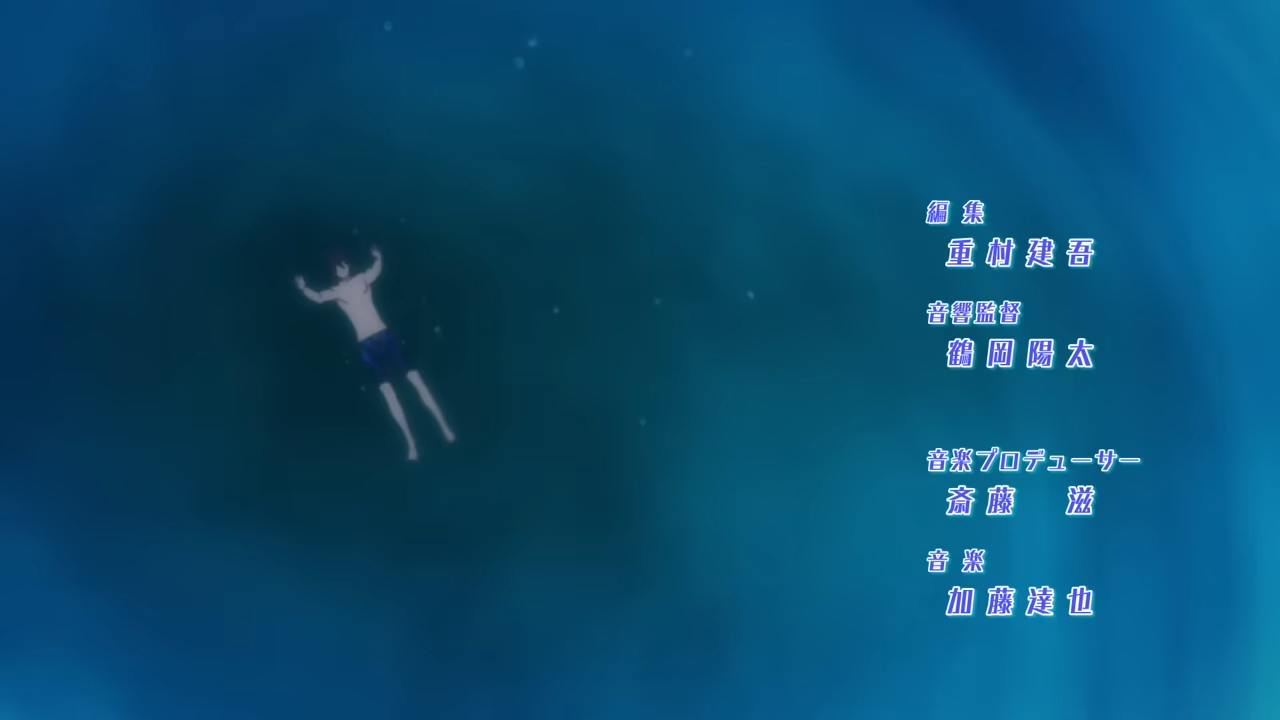 編集
重村建吾
音響監督
鶴岡陽太
音楽プロデューサー
斎藤 滋
音楽
加藤達也